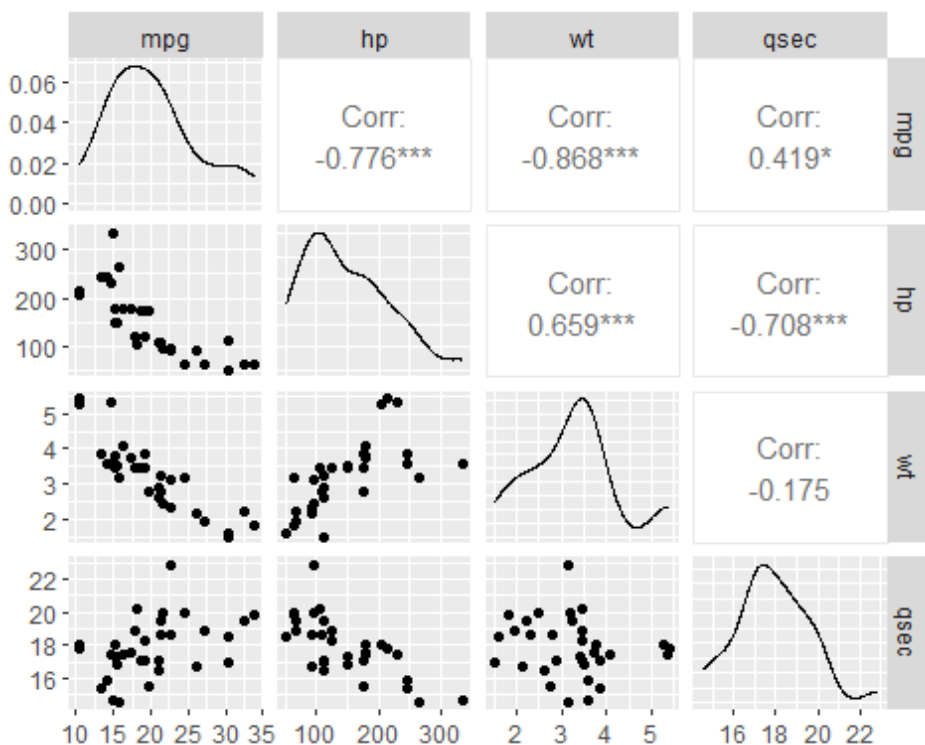 mpg hp wt qsec
0.06
0.04
0.02
0.00
Corr:
-0.776***
Corr:
-0.868***
Corr:
0.419*
mpg
300
200
100
Corr:
0.659***
Corr:
-0.708***
hp
5
4
3
2
Corr:
-0.175
wt
22
20
18
16
qsec
10 15 20 25 30 35 100 200 300 2 3 4 5 16 18 20 22